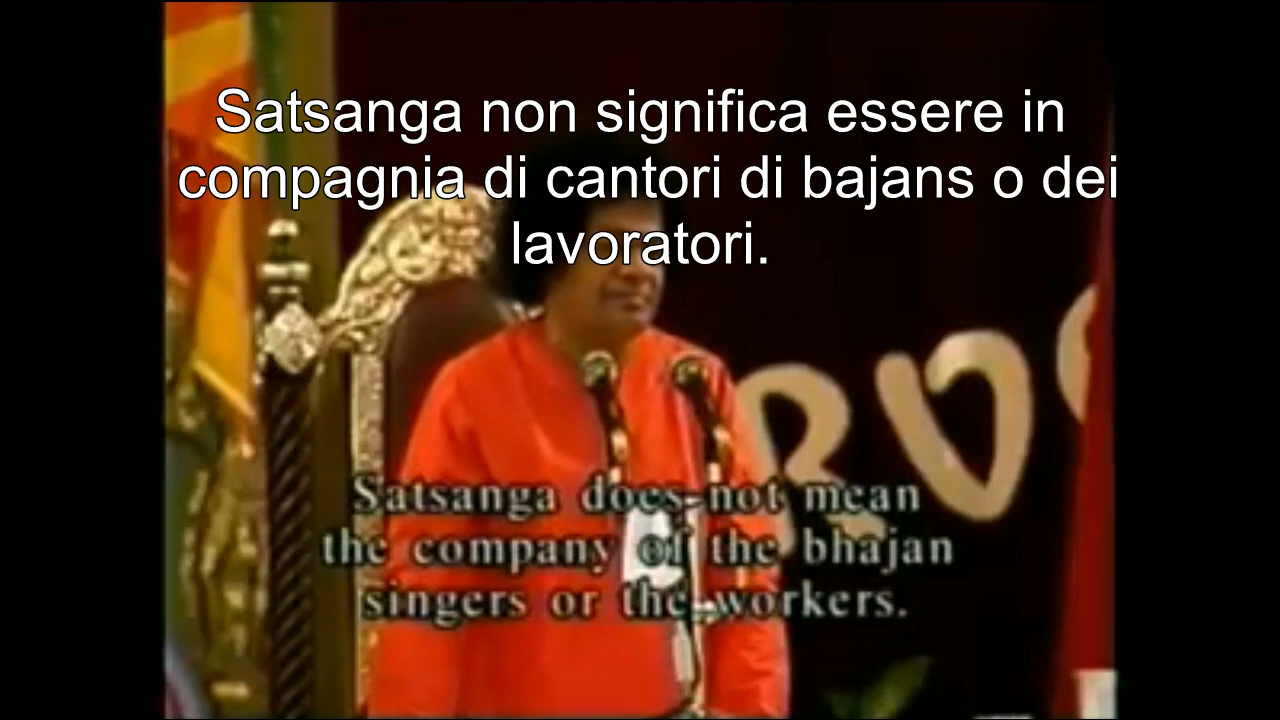 Satsanga non significa essere in
compagnia di cantori di bajans o dei
lavoratori.
RVO
Satsanga does not mean
the company of the bhajan
singers or the workers.